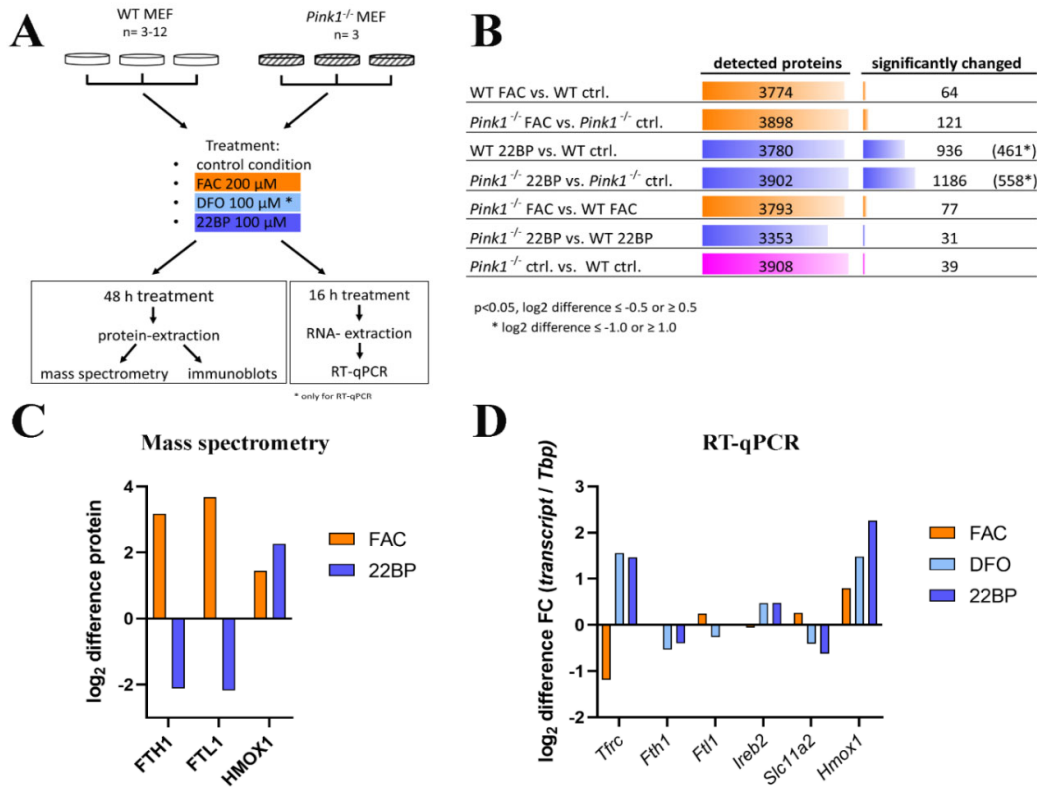 A
WT MEF
n= 3-12
Pink1-/- MEF
n= 3
Treatment:
• control condition
• FAC 200 µM
• DFO 100 µM *
• 22BP 100 µM
48 h treatment
protein-extraction
mass spectrometry immunoblots
16 h treatment
RNA- extraction
RT-qPCR
* only for RT-qPCR
B
detected proteins significantly changed
WT FAC vs. WT ctrl. 3774 64
Pink1 -/- FAC vs. Pink1 -/- ctrl. 3898 121
WT 22BP vs. WT ctrl. 3780 936 (461*)
Pink1 -/- 22BP vs. Pink1 -/- ctrl. 3902 1186 (558*)
Pink1 -/- FAC vs. WT FAC 3793 77
Pink1 -/- 22BP vs. WT 22BP 3353 31
Pink1 -/- ctrl. vs. WT ctrl. 3908 39
p<0.05, log2 difference ≤ -0.5 or ≥ 0.5
* log2 difference ≤ -1.0 or ≥ 1.0
C
Mass spectrometry
log2 difference protein
4
2
0
-2
FTH1
FTL1
HMOX1
FAC
22BP
D
RT-qPCR
log2 difference FC (transcript / Tbp)
3
2
1
0
-1
-2
Tfrc
Fth1
Ftl1
Ireb2
Slc11a2
Hmox1
FAC
DFO
22BP